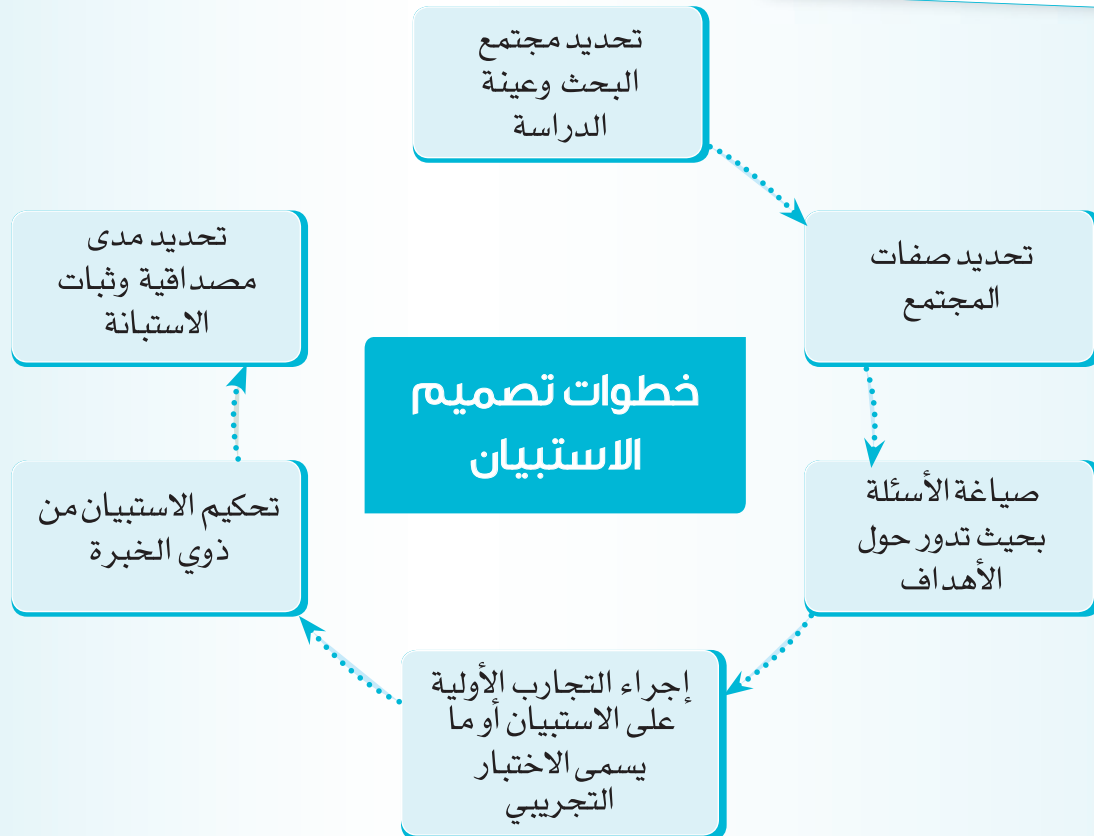 تحديد مجتمع
البحث وعينة
الدراسة
تحديد صفات
المجتمع
صياغة الأسئلة
بحيث تدور حول
الأهداف
إجراء التجارب الأولية
على الاستبيان أو ما
يسمى الاختبار
التجريبي
تحكيم الاستبيان من
ذوي الخبرة
تحديد مدى
مصداقية وثبات
الاستبانة
خطوات تصميم
الاستبيان